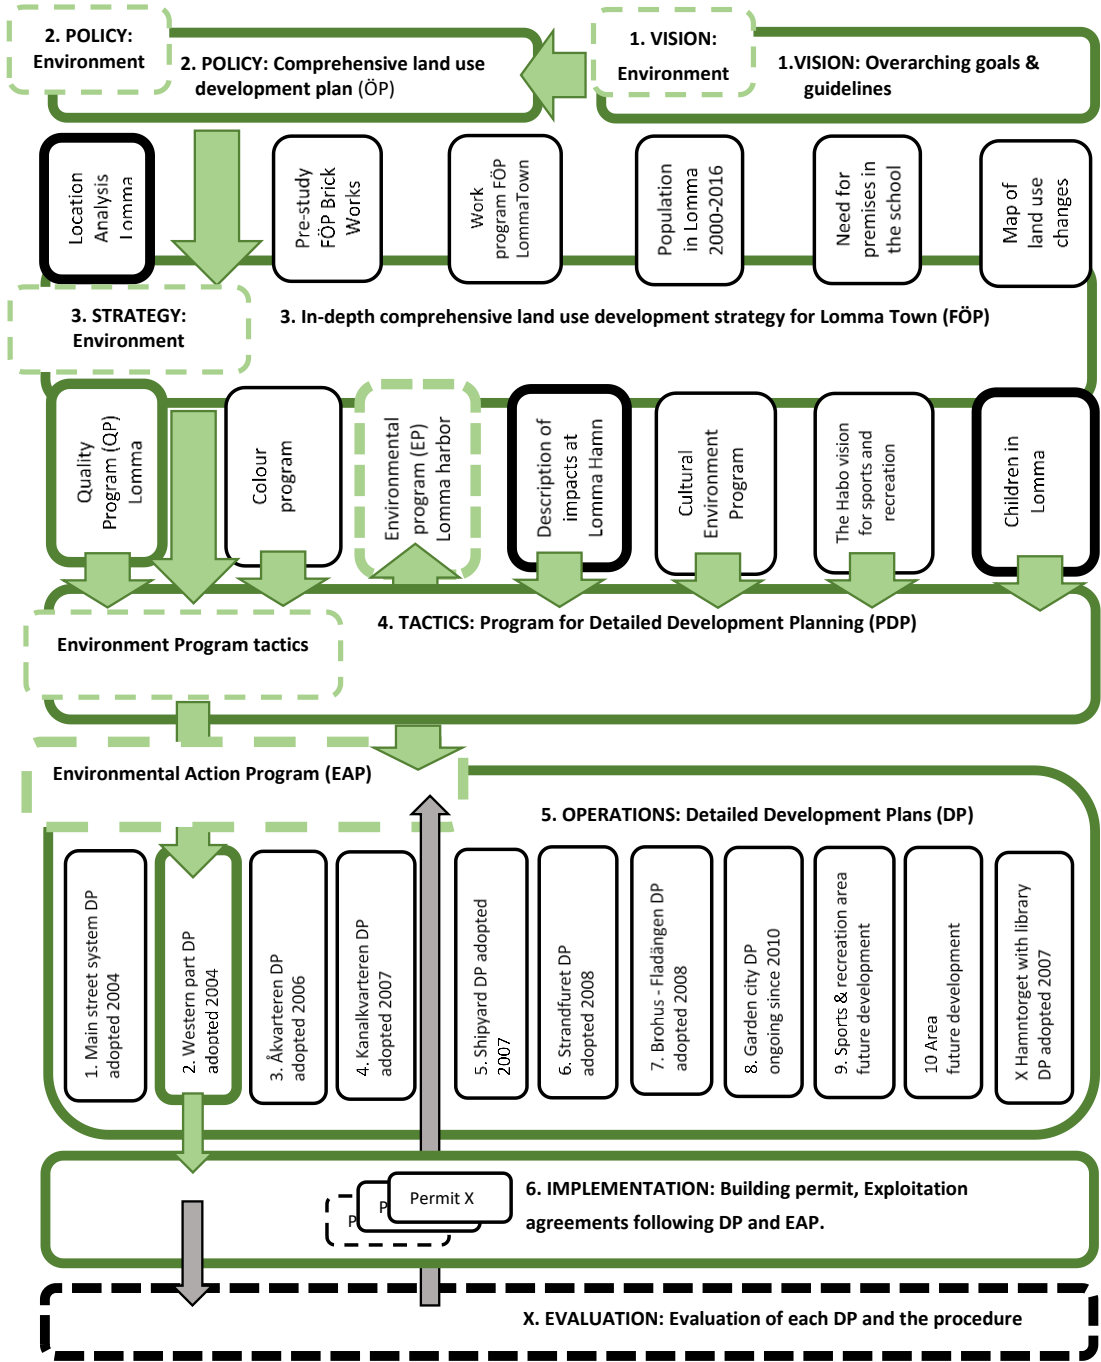 2. POLICY:
Environment
2. POLICY: Comprehensive land use
development plan (ÖP)
1. VISION:
Environment
1.VISION: Overarching goals &
guidelines
Location
Analysis
Lomma
Pre-study
FÖP Brick
Works
Work
program FÖP
LommaTown
Population
in Lomma
2000-2016
Need for
premises in
the school
Map of
land use
changes
3. STRATEGY:
Environment
3. In-depth comprehensive land use development strategy for Lomma Town (FÖP)
Quality
Program (QP)
Lomma
Colour
program
Environmental
program (EP)
Lomma harbor
Description of
impacts at
Lomma Hamn
Cultural
Environment
Program
The Habo vision
for sports and
recreation
Children in
Lomma
4. TACTICS: Program for Detailed Development Planning (PDP)
Environment Program tactics
Environmental Action Program (EAP)
5. OPERATIONS: Detailed Development Plans (DP)
1. Main street system DP
adopted 2004
2. Western part DP
adopted 2004
3. Åkvarteren DP
adopted 2006
4. Kanalkvarteren DP
adopted 2007
5. Shipyard DP adopted
2007
6. Strandfuret DP
adopted 2008
7. Brohus - Fladängen DP
adopted 2008
8. Garden city DP
ongoing since 2010
9. Sports & recreation area
future development
10 Area
future development
X Hamntorget with library
DP adopted 2007
P
P
Permit X
6. IMPLEMENTATION: Building permit, Exploitation
agreements following DP and EAP.
X. EVALUATION: Evaluation of each DP and the procedure